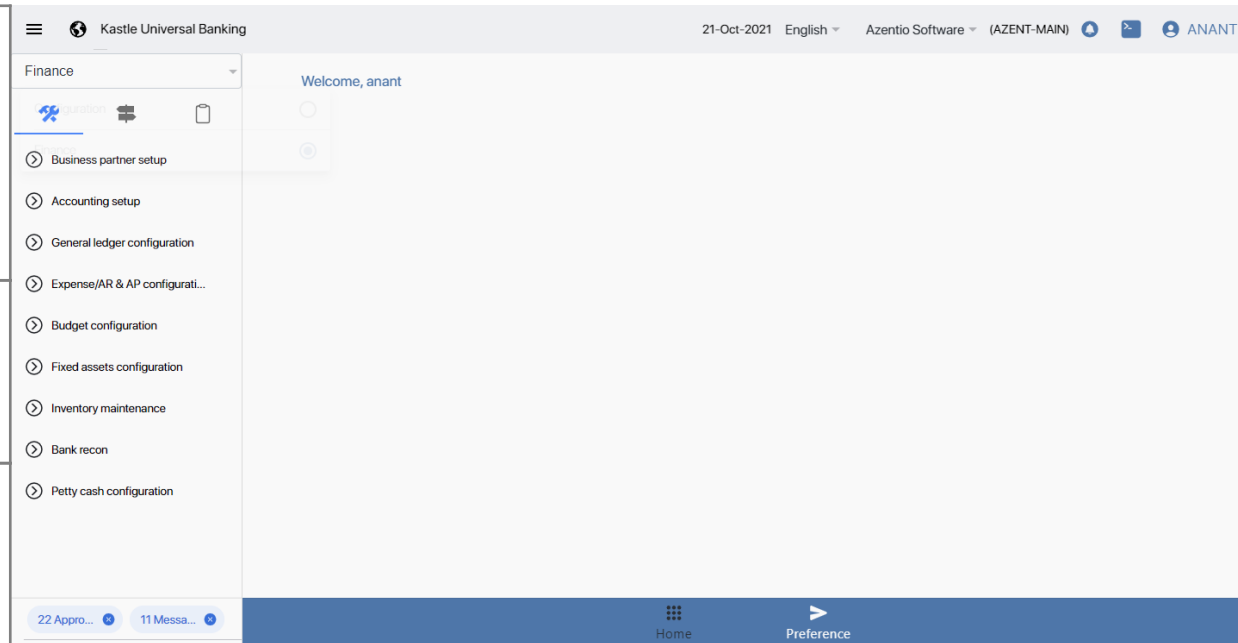 Kastle Universal Banking
21-Oct-2021 English Azentio Software (AZENT-MAIN) ANANT
Finance
Welcome, anant
Business partner setup
Accounting setup
General ledger configuration
Expense/AR & AP configurati...
Budget configuration
Fixed assets configuration
Inventory maintenance
Bank recon
Petty cash configuration
22 Appro... 11 Messa...
Home Preference